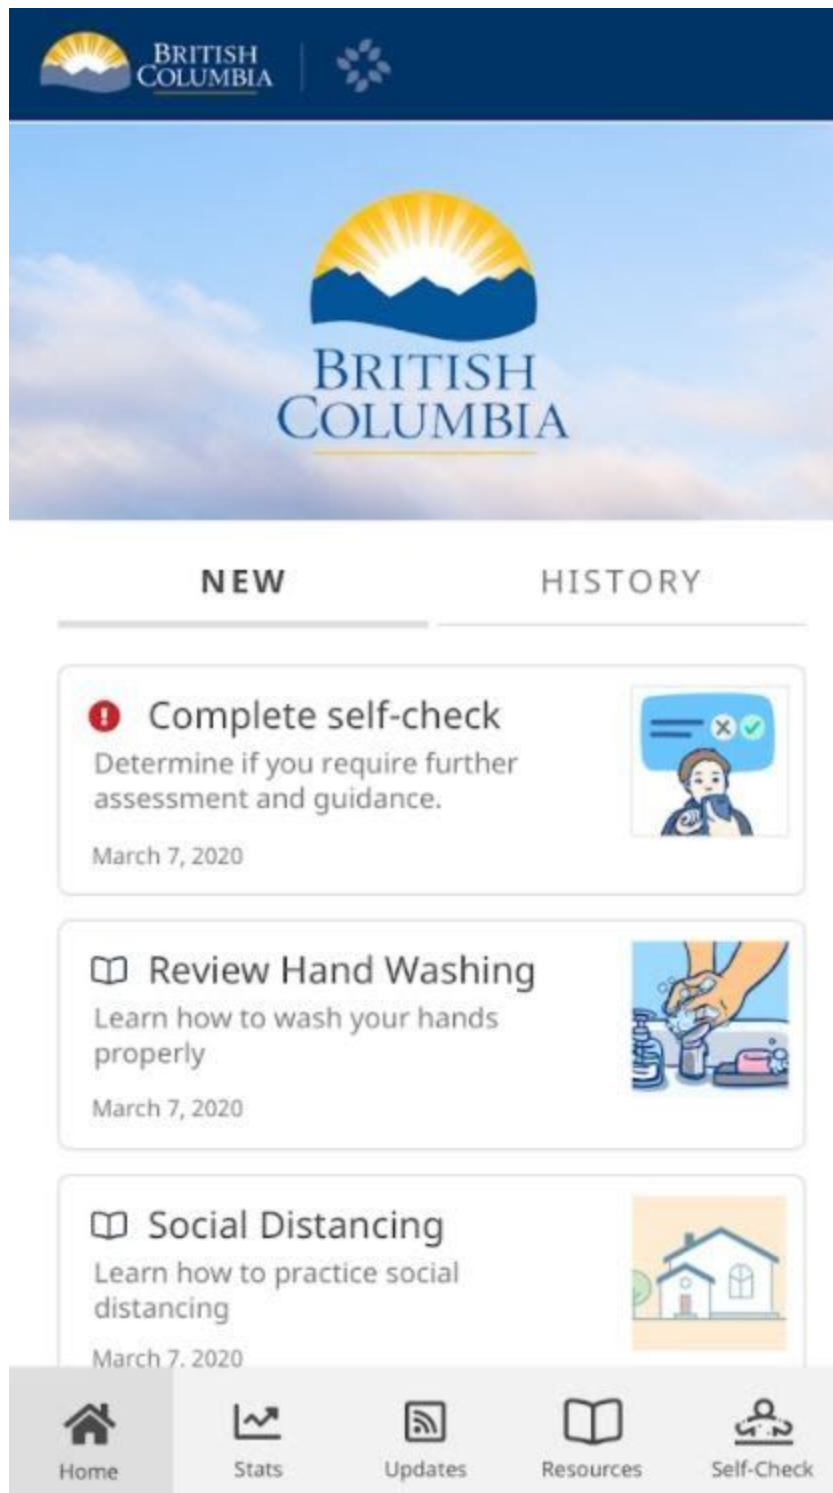 BRITISH
COLUMBIA
BRITISH
COLUMBIA
NEW HISTORY
Complete self-check
Determine if you require further
assessment and guidance.
March 7, 2020
Review Hand Washing
Learn how to wash your hands
properly
March 7, 2020
Social Distancing
Learn how to practice social
distancing
March 7, 2020
Home Stats Updates Resources Self-Check